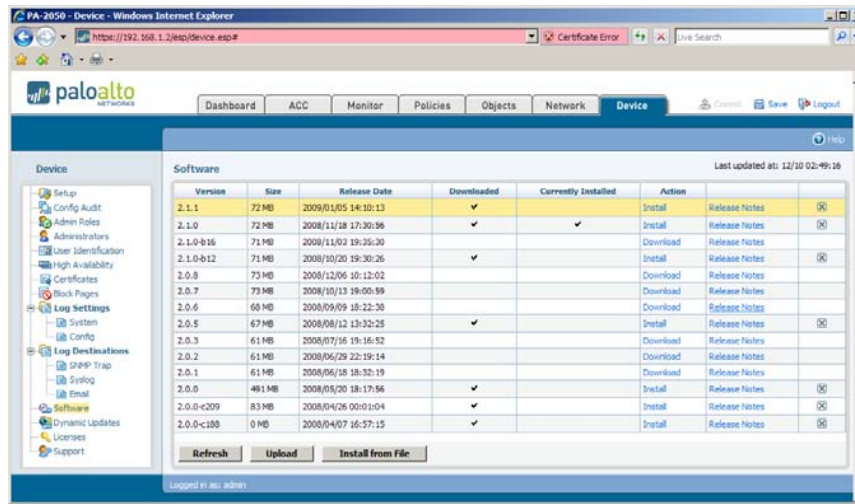 PA-2050 - Device - Windows Internet Explorer
https://192.168.1.2/esp/device.esp# Certificate Error Live Search
paloalto NETWORKS
Dashboard ACC Monitor Policies Objects Network Device Commit Save Logout
Help
Device
Setup
Config Audit
Admin Roles
Administrators
User Identification
High Availability
Certificates
Block Pages
Log Settings
System
Config
Log Destinations
SNMP Trap
Syslog
Email
Software
Dynamic Updates
Licenses
Support
Software Last updated at: 12/10 02:49:16
Version Size Release Date Downloaded Currently Installed Action
2.1.1 72 MB 2009/01/05 14:10:13 ✔ Install Release Notes
2.1.0 72 MB 2008/11/18 17:30:56 ✔ ✔ Install Release Notes
2.1.0-b16 71 MB 2008/11/03 19:35:30 Download Release Notes
2.1.0-b12 71 MB 2008/10/20 19:30:26 ✔ Install Release Notes
2.0.8 73 MB 2008/12/06 10:12:02 Download Release Notes
2.0.7 73 MB 2008/10/13 19:00:59 Download Release Notes
2.0.6 68 MB 2008/09/09 18:22:38 Download Release Notes
2.0.5 67 MB 2008/08/12 13:32:25 ✔ Install Release Notes
2.0.3 61 MB 2008/07/16 19:16:52 Download Release Notes
2.0.2 61 MB 2008/06/29 22:19:14 Download Release Notes
2.0.1 61 MB 2008/06/18 18:32:19 Download Release Notes
2.0.0 491 MB 2008/05/20 18:17:56 ✔ Install Release Notes
2.0.0-c209 83 MB 2008/04/26 00:01:04 ✔ Install Release Notes
2.0.0-c188 0 MB 2008/04/07 16:57:15 ✔ Install Release Notes
Refresh Upload Install from File
Logged in as: admin